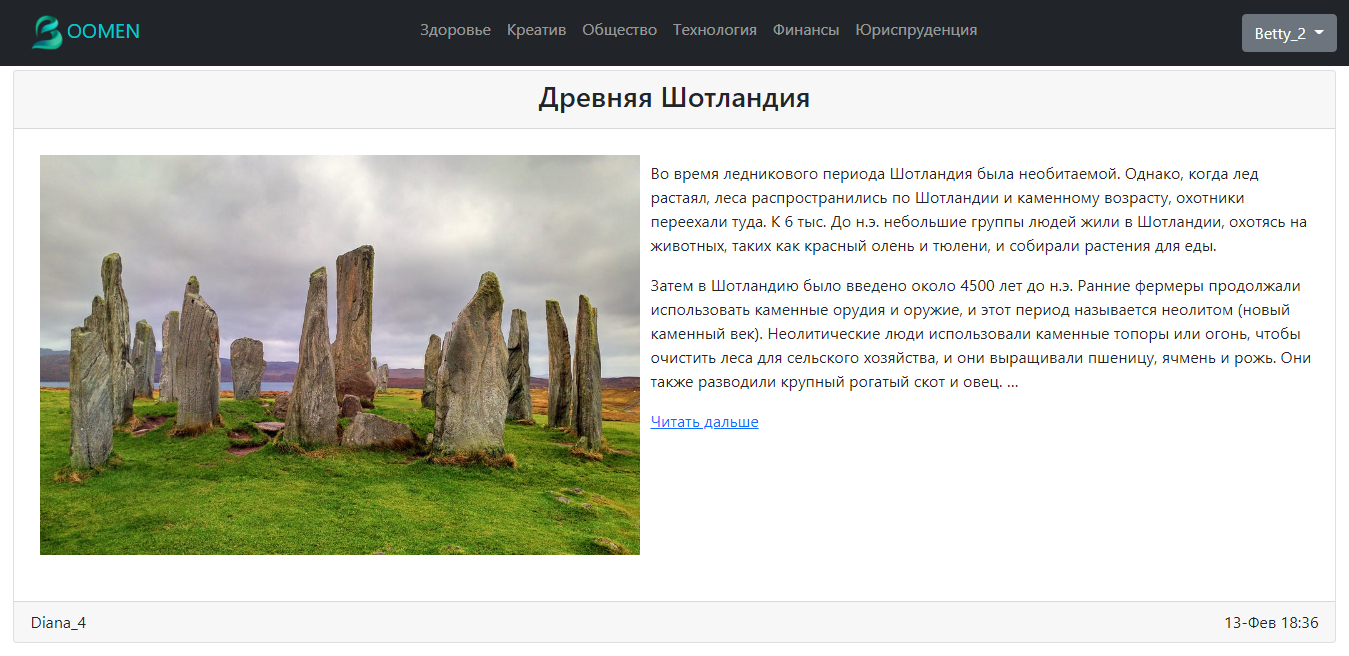 BOOMEN
Здоровье Креатив Общество Технология Финансы Юриспруденция
Betty_2
Древняя Шотландия
Во время ледникового периода Шотландия была необитаемой. Однако, когда лед
растаял, леса распространились по Шотландии и каменному возрасту, охотники
переехали туда. К 6 тыс. До н.э. небольшие группы людей жили в Шотландии, охотясь на
животных, таких как красный олень и тюлени, и собирали растения для еды.
Затем в Шотландию было введено около 4500 лет до н.э. Ранние фермеры продолжали
использовать каменные орудия и оружие, и этот период называется неолитом (новый
каменный век). Неолитические люди использовали каменные топоры или огонь, чтобы
очистить леса для сельского хозяйства, и они выращивали пшеницу, ячмень и рожь. Они
также разводили крупный рогатый скот и овец. ...
Читать дальше
Diana_4
13-Фев 18:36